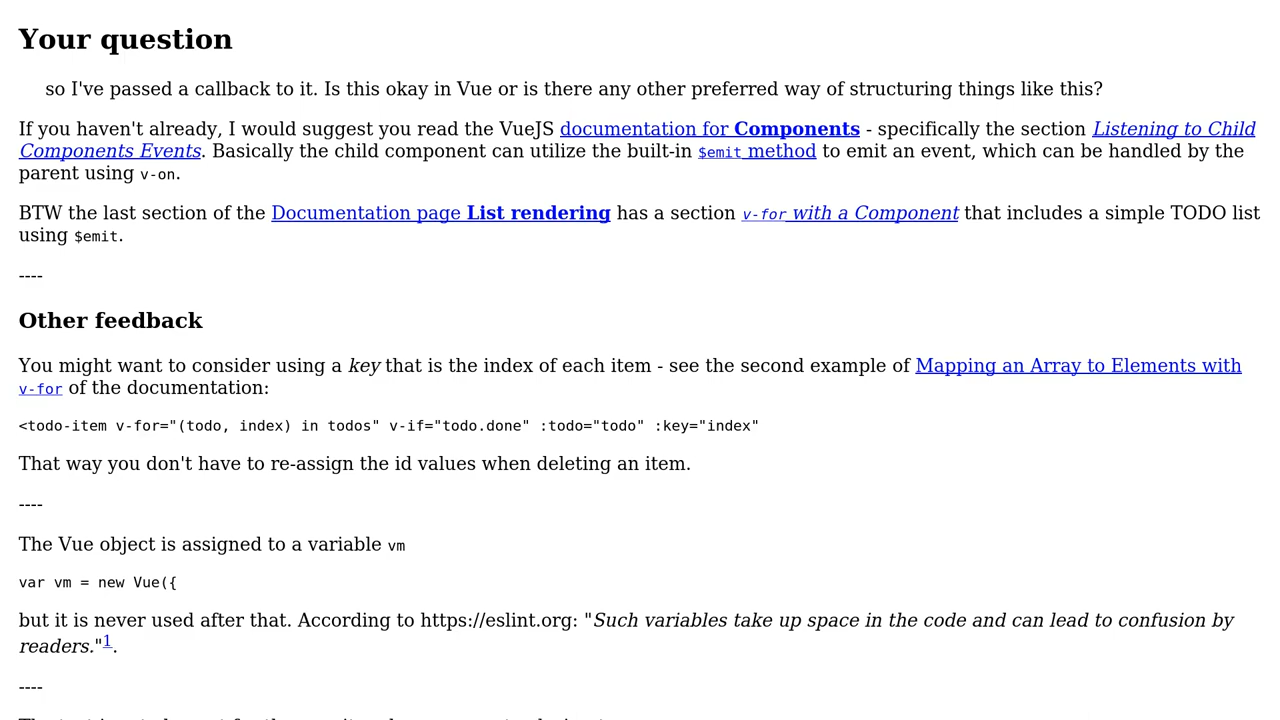 Your question
so I've passed a callback to it. Is this okay in Vue or is there any other preferred way of structuring things like this?
If you haven't already, I would suggest you read the VueJS documentation for Components - specifically the section Listening to Child
Components Events. Basically the child component can utilize the built-in $emit method to emit an event, which can be handled by the
parent using v-on.
BTW the last section of the Documentation page List rendering has a section v-for with a Component that includes a simple TODO list
using $emit.
----
Other feedback
You might want to consider using a key that is the index of each item - see the second example of Mapping an Array to Elements with
v-for of the documentation:
<todo-item v-for="(todo, index) in todos" v-if="todo.done" :todo="todo" :key="index"
That way you don't have to re-assign the id values when deleting an item.
----
The Vue object is assigned to a variable vm
var vm = new Vue({
but it is never used after that. According to https://eslint.org: "Such variables take up space in the code and can lead to confusion by
readers."1.
----